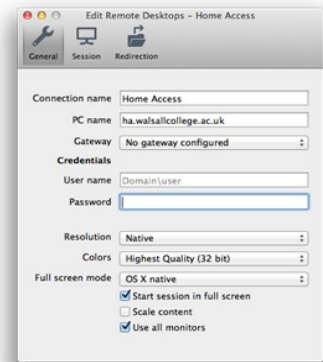 Edit Remote Desktops - Home Access
General Session Redirection
Connection name Home Access
PC name ha.walsallcollege.ac.uk
Gateway No gateway configured
Credentials
User name Domain\user
Password
Resolution Native
Colors Highest Quality (32 bit)
Full screen mode OS X native
Start session in full screen
Scale content
Use all monitors